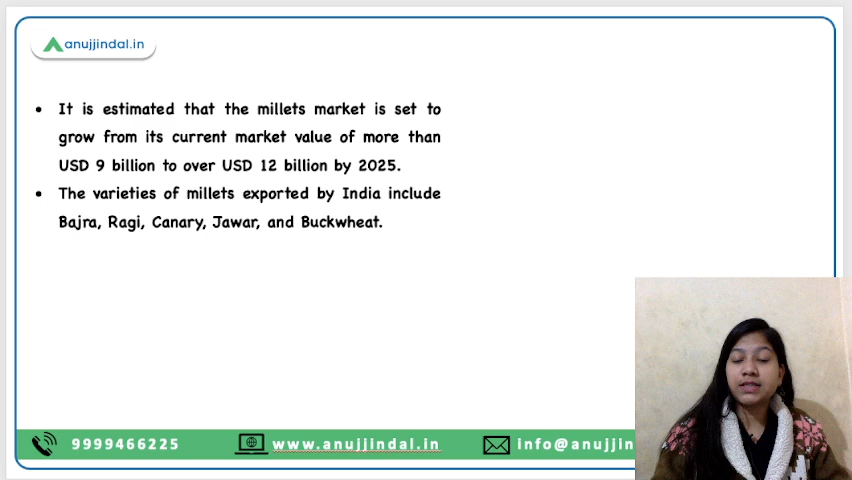 anujjindal.in
It is estimated that the millets market is set to
grow from its current market value of more than
USD 9 billion to over USD 12 billion by 2025.
The varieties of millets exported by India include
Bajra, Ragi, Canary, Jawar, and Buckwheat.
9999466225 www.anujjindal.in info@anujjin